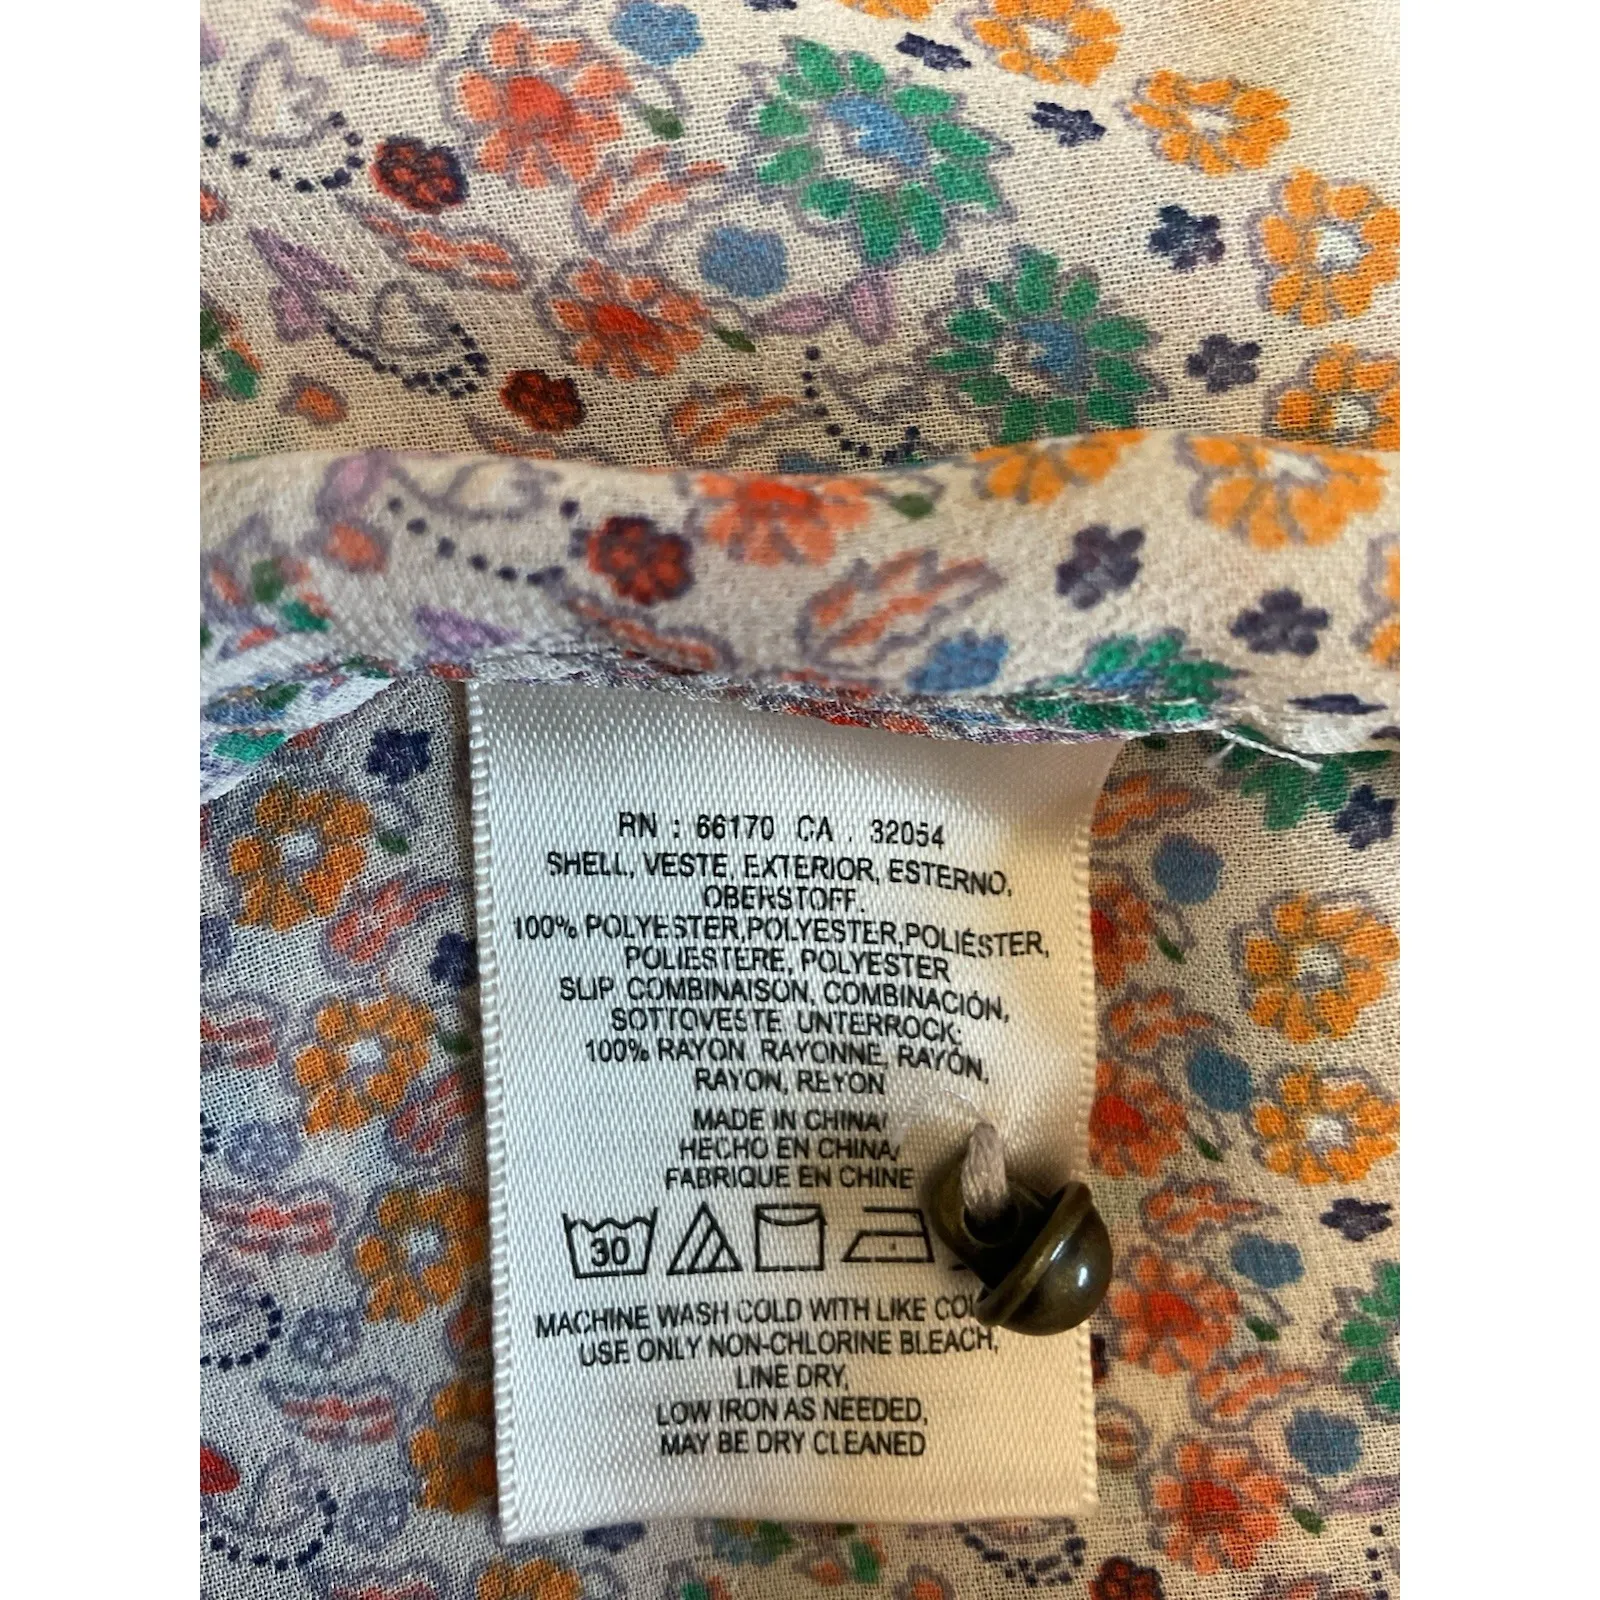 RN : 66170 CA . 32054
SHELL, VESTE, EXTERIOR, ESTERNO,
OBERSTOFF.
100% POLYESTER,POLYESTER,POLIÉSTER,
POLIESTERE, POLYESTER
SLIP, COMBINAISON, COMBINACIÓN,
SOTTOVESTE, UNTERROCK:
100% RAYON, RAYONNE, RAYÓN,
RAYON, REYON
MADE IN CHINA/
HECHO EN CHINA/
FABRIQUE EN CHINE
30
MACHINE WASH COLD WITH LIKE
USE ONLY NON-CHLORINE BLEACH,
LINE DRY,
LOW IRON AS NEEDED,
MAY BE DRY CLEANED